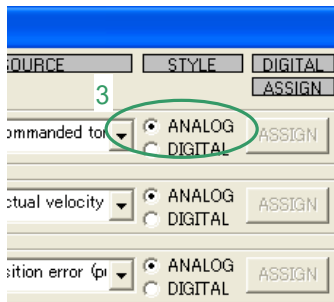 SOURCE STYLE DIGITAL
ASSIGN
3
ommanded tor ANALOG ASSIGN
DIGITAL
ctual velocity ANALOG ASSIGN
DIGITAL
sition error (p ANALOG ASSIGN
DIGITAL